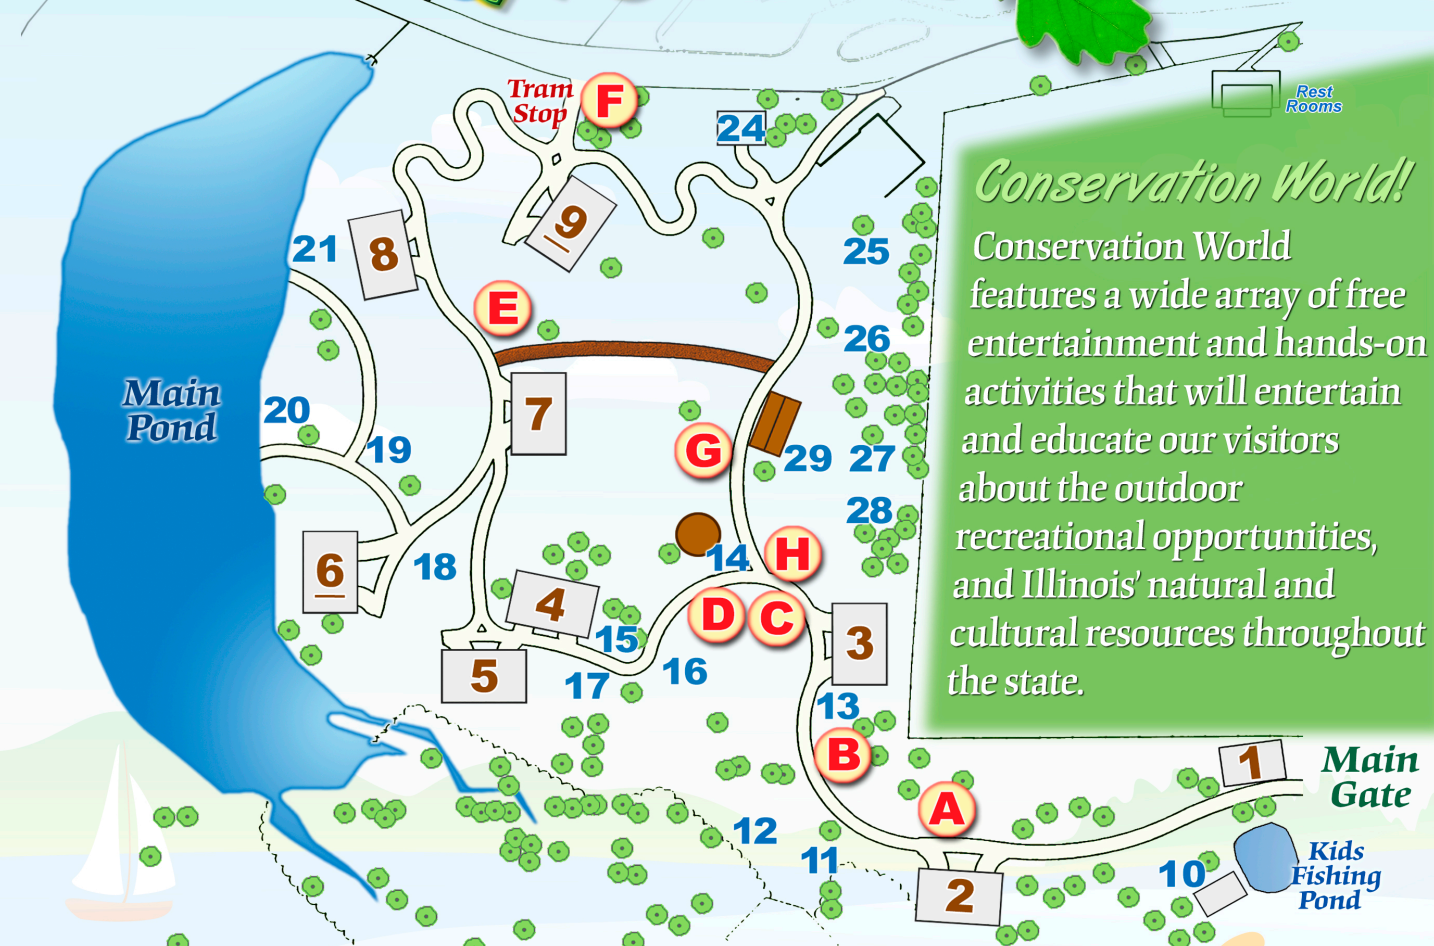 Tram
Stop
F
24
Rest
Rooms
Conservation World!
Conservation World
features a wide array of free
entertainment and hands-on
activities that will entertain
and educate our visitors
about the outdoor
recreational opportunities,
and Illinois' natural and
cultural resources throughout
the state.
9
8
21
25
E
26
Main
Pond
7
20
19
G
29
27
28
6
18
14
H
4
D
C
15
3
5
17
16
13
B
1
Main
Gate
A
12
11
10
2
Kids
Fishing
Pond